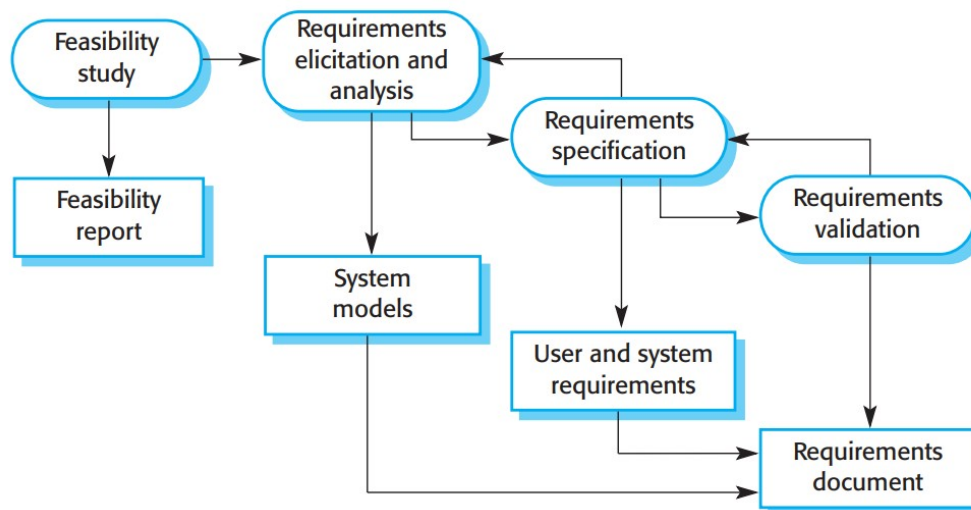 Feasibility
study
Requirements
elicitation and
analysis
Requirements
specification
Requirements
validation
Feasibility
report
System
models
User and system
requirements
Requirements
document